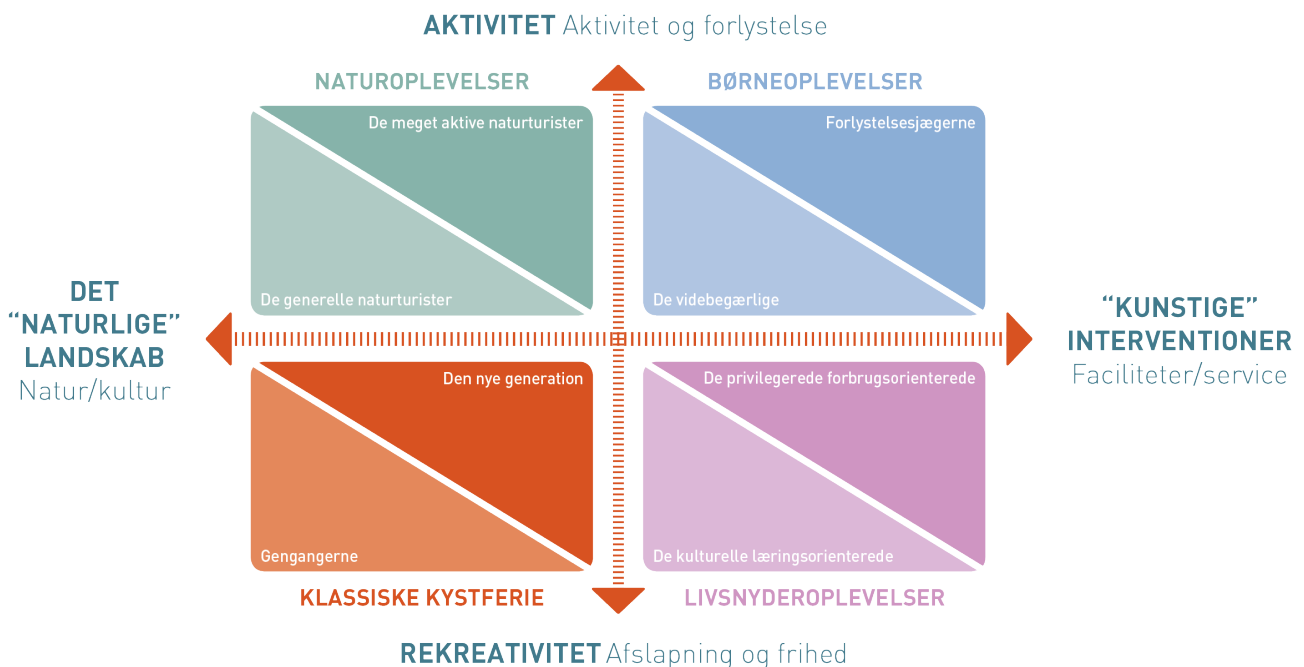 AKTIVITET Aktivitet og forlystelse
NATUROPLEVELSER
BØRNEOPLEVELSER
De meget aktive naturturister
Forlystelsesjægerne
De generelle naturturister
De videbegærlige
DET
“NATURLIGE”
LANDSKAB
Natur/kultur
“KUNSTIGE”
INTERVENTIONER
Faciliteter/service
Den nye generation
De privilegerede forbrugsorienterede
Gengangerne
De kulturelle læringsorienterede
KLASSISKE KYSTFERIE
LIVSNYDEROPLEVELSER
REKREATIVITET Afslapning og frihed